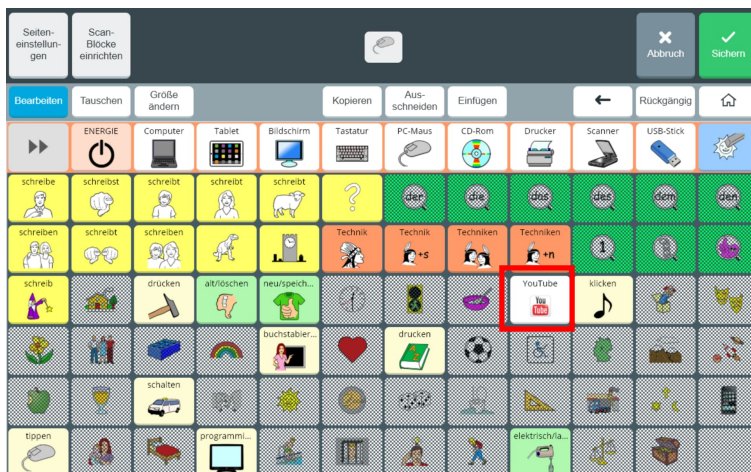 Seiten-
einstellun-
gen
Scan-
Blöcke
einrichten
Abbruch
Sichern
Bearbeiten
Tauschen
Größe
ändern
Kopieren
Aus-
schneiden
Einfügen
Rückgängig
ENERGIE
Computer
Tablet
Bildschirm
Tastatur
PC-Maus
CD-Rom
Drucker
Scanner
USB-Stick
schreibe
schreibst
schreibt
schreibt
schreibt
?
der
die
das
des
dem
den
schreiben
schreibt
schreiben
Technik
Technik
+s
Techniken
Techniken
+n
1
schreib
drücken
alt/löschen
neu/speich...
YouTube
You
Tube
klicken
buchstabier...
drucken
schalten
tippen
programmi...
elektrisch/la...